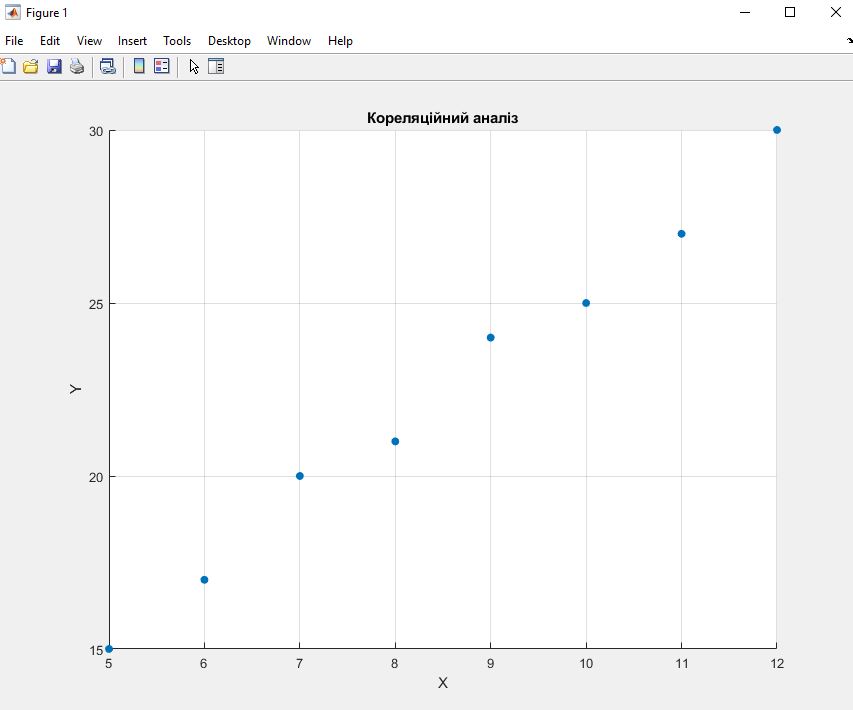 Figure 1
File Edit View Insert Tools Desktop Window Help
Кореляційний аналіз
30
25
20
15
Y
5 6 7 8 9 10 11 12
X